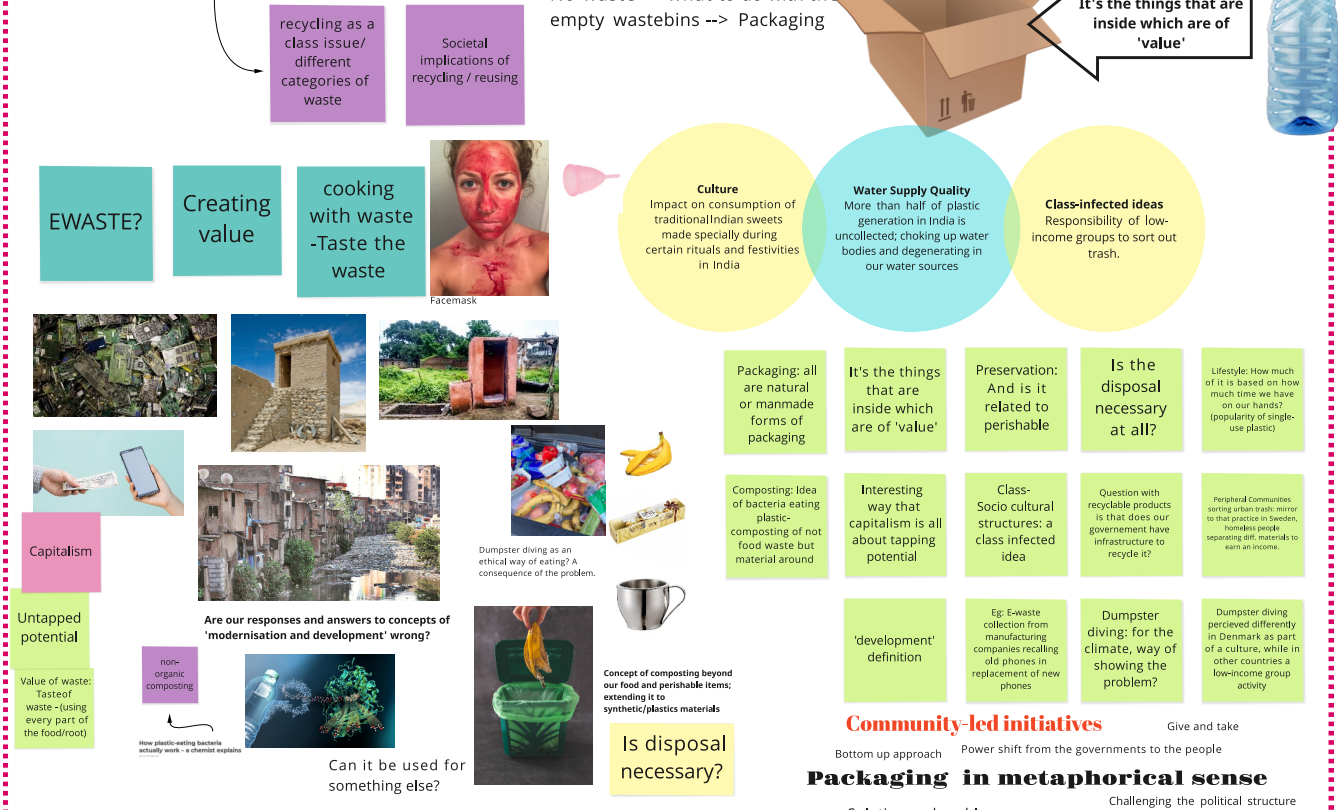 recycling as a
class issue/
different
categories of
waste
Societal
implications of
recycling / reusing
empty wastebins --> Packaging
It's the things that are
inside which are of
'value'
EWASTE?
Creating
value
cooking
with waste
-Taste the
waste
Facemask
Culture
Impact on consumption of
traditional Indian sweets
made specially during
certain rituals and festivities
in India
Water Supply Quality
More than half of plastic
generation in India is
uncollected; choking up water
bodies and degenerating in
our water sources
Class-infected ideas
Responsibility of low-
income groups to sort out
trash.
Packaging: all
are natural
or manmade
forms of
packaging
It's the things
that are
inside which
are of 'value'
Preservation:
And is it
related to
perishable
Is the
disposal
necessary
at all?
Lifestyle: How much
of it is based on how
much time we have
on our hands?
(popularity of single-
use plastic)
Composting: Idea
of bacteria eating
plastic-
composting of not
food waste but
material around
Interesting
way that
capitalism is all
about tapping
potential
Class-
Socio cultural
structures: a
class infected
idea
Question with
recyclable products
is that does our
governement have
infrastructure to
recycle it?
Peripheral Communities
sorting urban trash: mirror
to that practice in Sweden,
homeless people
separating diff. materials to
earn an income.
'development'
definition
Eg: E-waste
collection from
manufacturing
companies recalling
old phones in
replacement of new
phones
Dumpster
diving: for the
climate, way of
showing the
problem?
Dumpster diving
percieved differently
in Denmark as part
of a culture, while in
other countries a
low-income group
activity
Capitalism
Untapped
potential
Value of waste:
Tasteof
waste -(using
every part of
the food/root)
Dumpster diving as an
ethical way of eating? A
consequence of the problem.
Are our responses and answers to concepts of
'modernisation and development' wrong?
non-
organic
composting
How plastic-eating bacteria
actually work – a chemist explains
Can it be used for
something else?
Concept of composting beyond
our food and perishable items;
extending it to
synthetic/plastics materials
Is disposal
necessary?
Community-led initiatives
Give and take
Bottom up approach
Power shift from the governments to the people
Packaging in metaphorical sense
Challenging the political structure